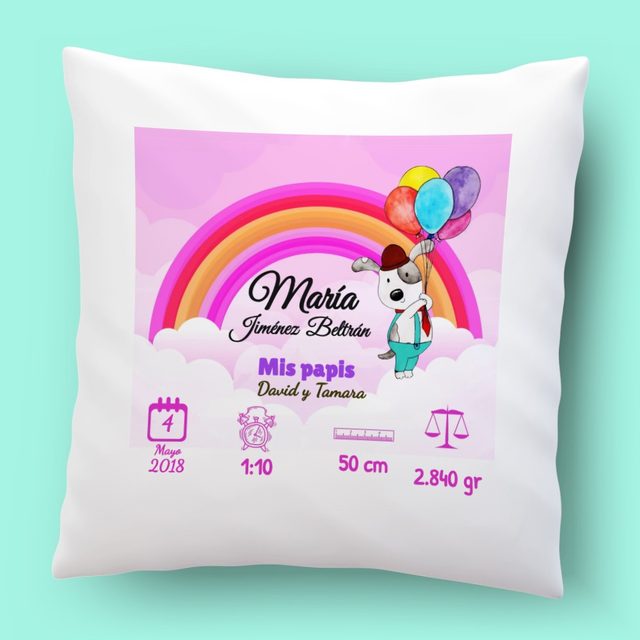 María
Jiménez Beltrán
Mis papis
David y Tamara
4
Mayo
2018
1:10
50 cm
2.840 gr